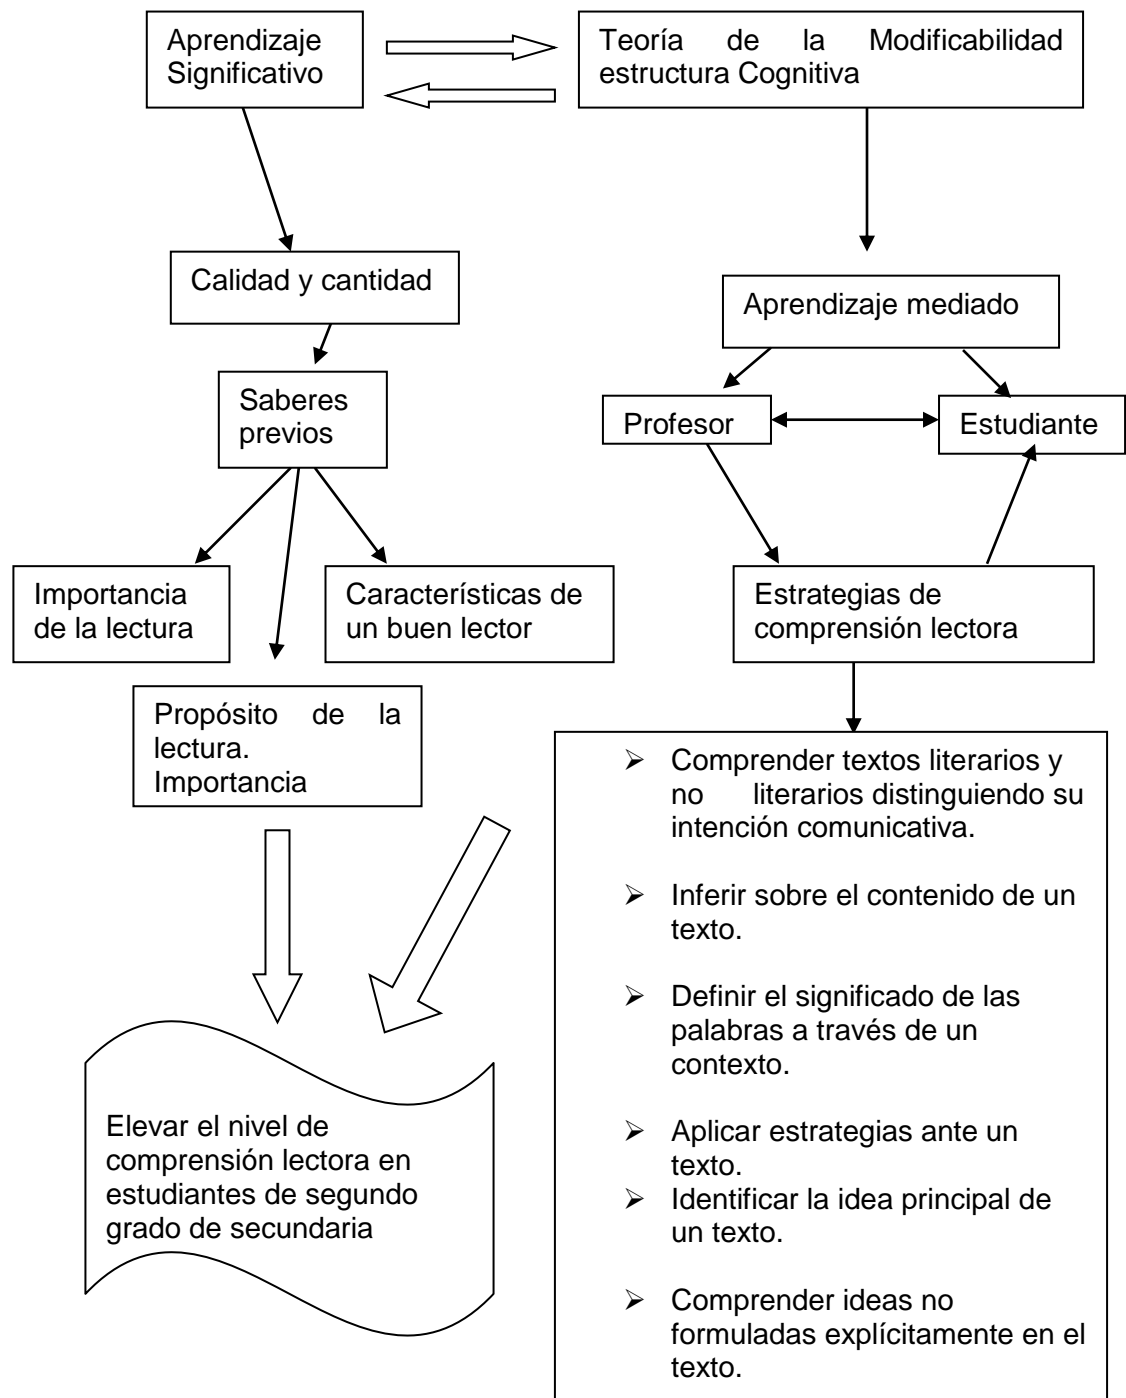 Aprendizaje
Significativo
Teoría de la Modificabilidad
estructura Cognitiva
Calidad y cantidad
Aprendizaje mediado
Saberes
previos
Profesor
Estudiante
Importancia
de la lectura
Características de
un buen lector
Estrategias de
comprensión lectora
Propósito de la
lectura.
Importancia
➢ Comprender textos literarios y
no literarios distinguiendo su
intención comunicativa.
➢ Inferir sobre el contenido de un
texto.
➢ Definir el significado de las
palabras a través de un
contexto.
➢ Aplicar estrategias ante un
texto.
➢ Identificar la idea principal de
un texto.
➢ Comprender ideas no
formuladas explícitamente en el
texto.
Elevar el nivel de
comprensión lectora en
estudiantes de segundo
grado de secundaria